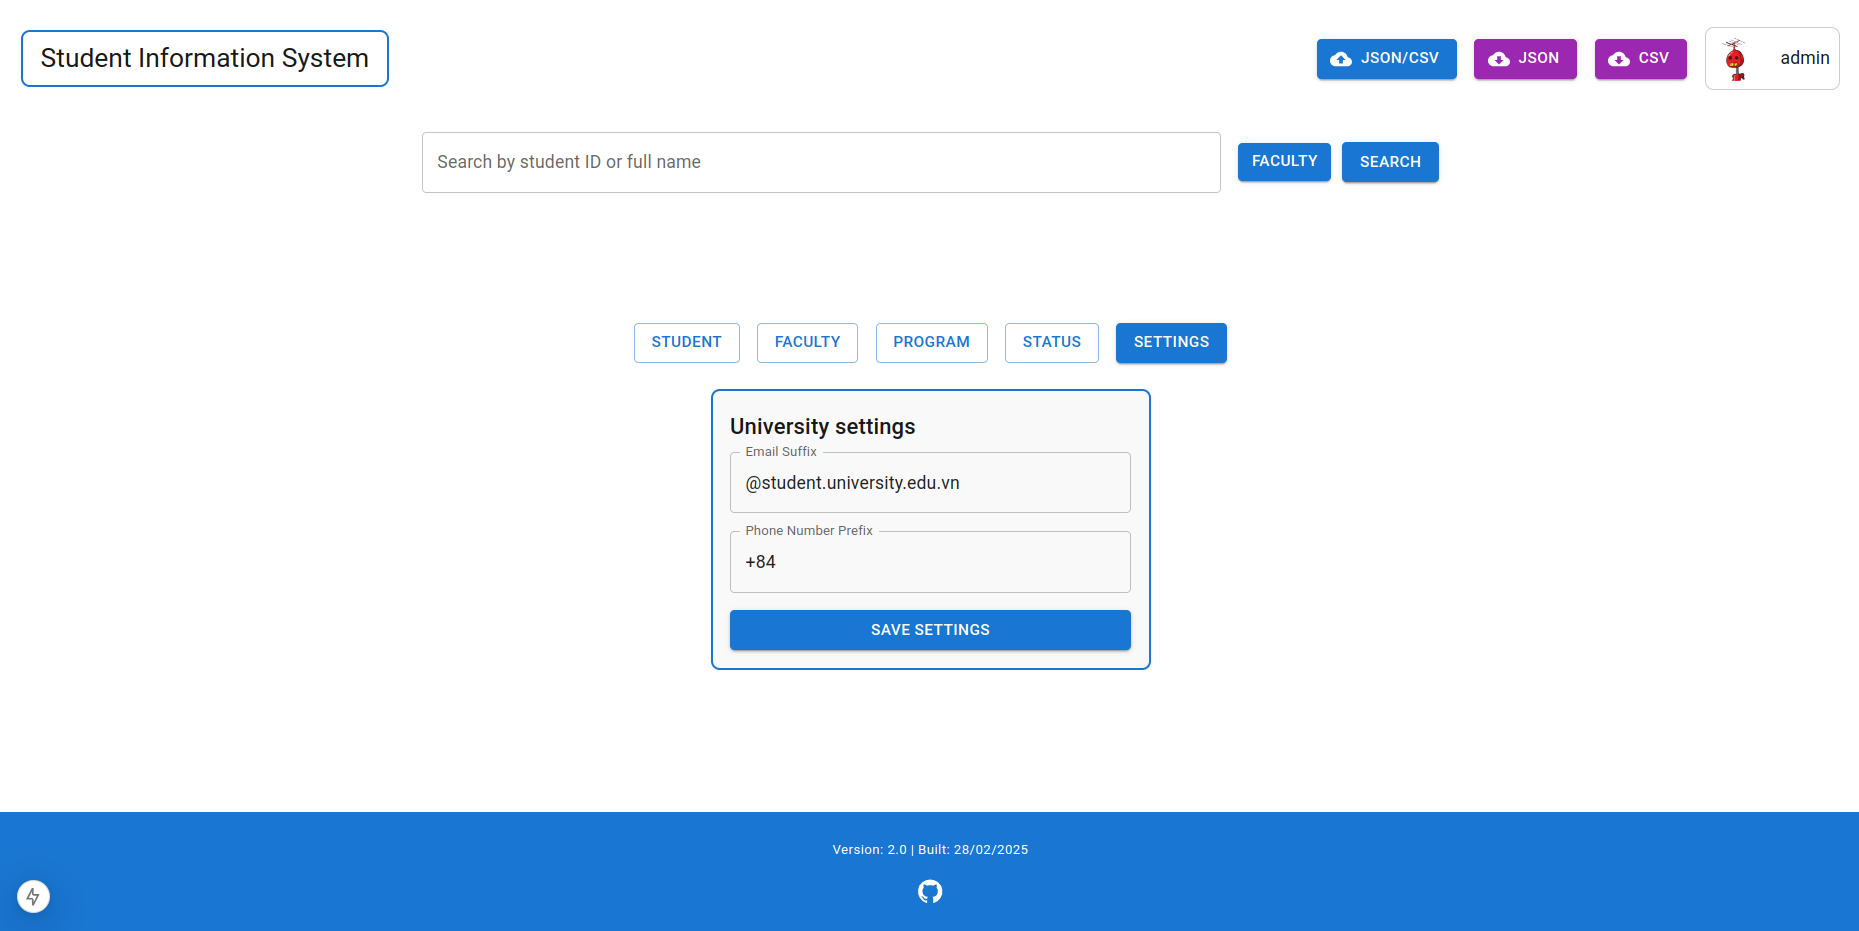 Student Information System
JSON/CSV
JSON
CSV
admin
Search by student ID or full name
FACULTY
SEARCH
STUDENT
FACULTY
PROGRAM
STATUS
SETTINGS
University settings
Email Suffix
@student.university.edu.vn
Phone Number Prefix
+84
SAVE SETTINGS
Version: 2.0 | Built: 28/02/2025